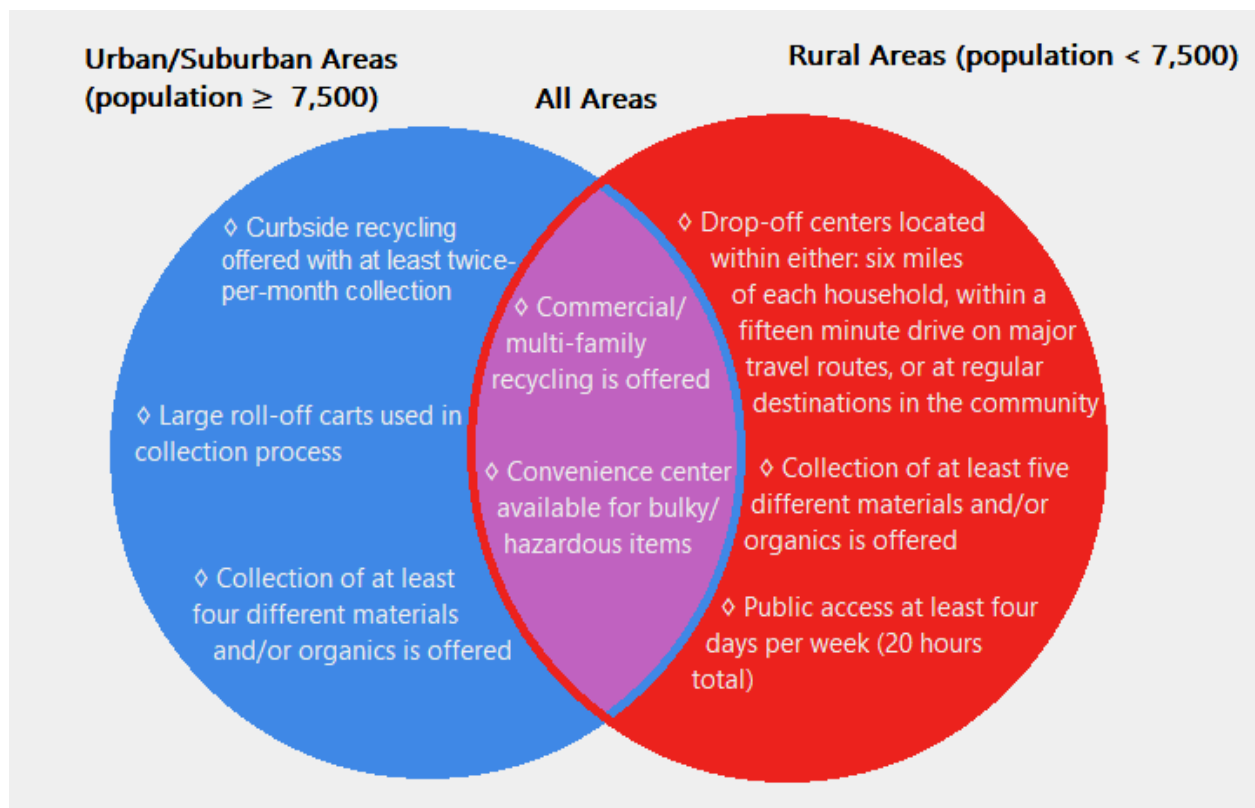 Urban/Suburban Areas
(population ≥ 7,500)
All Areas
Rural Areas (population < 7,500)
◊ Curbside recycling
offered with at least twice-
per-month collection
◊ Large roll-off carts used in
collection process
◊ Collection of at least
four different materials
and/or organics is offered
◊ Commercial/
multi-family
recycling is offered
◊ Convenience center
available for bulky/
hazardous items
◊ Drop-off centers located
within either: six miles
of each household, within a
fifteen minute drive on major
travel routes, or at regular
destinations in the community
◊ Collection of at least five
different materials and/or
organics is offered
◊ Public access at least four
days per week (20 hours
total)